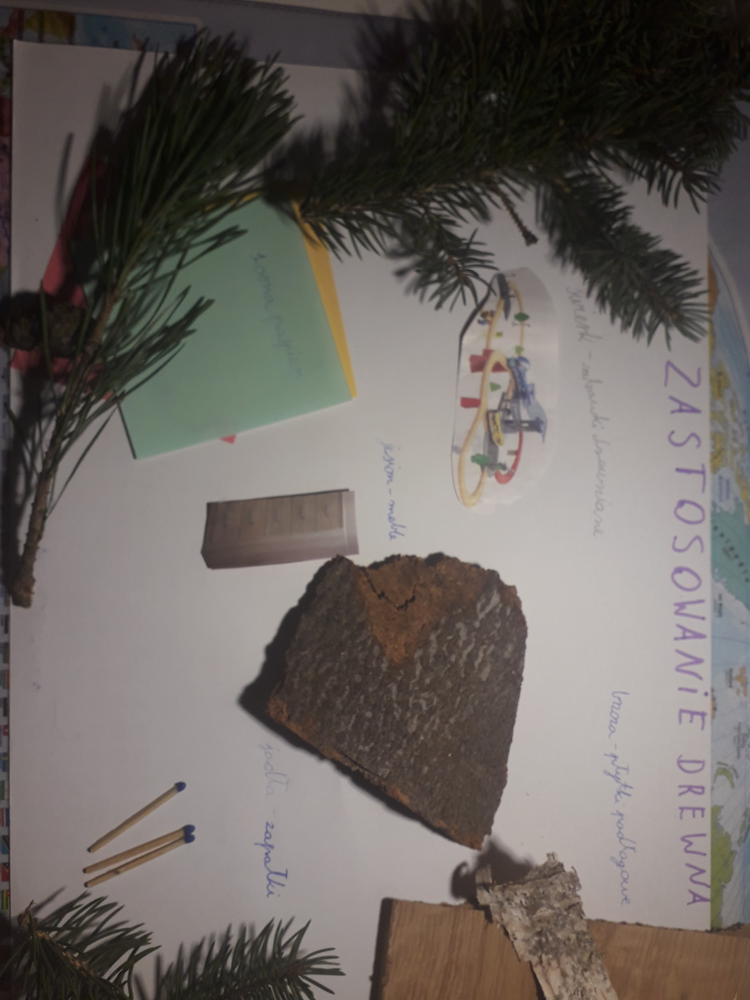 ZASTOSOWANiE DREWNA
świerk - zabawki drewniane
brzoza - płytki podłogowe
jesion - meble
sosna papier
jodła - zapałki